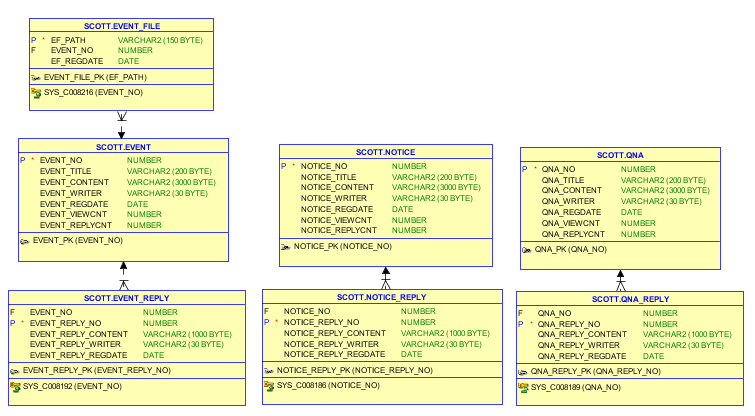 SCOTT.EVENT_FILE
P * EF_PATH VARCHAR2 (150 BYTE)
F EVENT_NO NUMBER
EF_REGDATE DATE
EVENT_FILE_PK (EF_PATH)
SYS_C008216 (EVENT_NO)
SCOTT.EVENT
P * EVENT_NO NUMBER
EVENT_TITLE VARCHAR2 (200 BYTE)
EVENT_CONTENT VARCHAR2 (3000 BYTE)
EVENT_WRITER VARCHAR2 (30 BYTE)
EVENT_REGDATE DATE
EVENT_VIEWCNT NUMBER
EVENT_REPLYCNT NUMBER
EVENT_PK (EVENT_NO)
SCOTT.NOTICE
P * NOTICE_NO NUMBER
NOTICE_TITLE VARCHAR2 (200 BYTE)
NOTICE_CONTENT VARCHAR2 (3000 BYTE)
NOTICE_WRITER VARCHAR2 (30 BYTE)
NOTICE_REGDATE DATE
NOTICE_VIEWCNT NUMBER
NOTICE_REPLYCNT NUMBER
NOTICE_PK (NOTICE_NO)
SCOTT.QNA
P * QNA_NO NUMBER
QNA_TITLE VARCHAR2 (200 BYTE)
QNA_CONTENT VARCHAR2 (3000 BYTE)
QNA_WRITER VARCHAR2 (30 BYTE)
QNA_REGDATE DATE
QNA_VIEWCNT NUMBER
QNA_REPLYCNT NUMBER
QNA_PK (QNA_NO)
SCOTT.EVENT_REPLY
F EVENT_NO NUMBER
P * EVENT_REPLY_NO NUMBER
EVENT_REPLY_CONTENT VARCHAR2 (1000 BYTE)
EVENT_REPLY_WRITER VARCHAR2 (30 BYTE)
EVENT_REPLY_REGDATE DATE
EVENT_REPLY_PK (EVENT_REPLY_NO)
SYS_C008192 (EVENT_NO)
SCOTT.NOTICE_REPLY
F NOTICE_NO NUMBER
P * NOTICE_REPLY_NO NUMBER
NOTICE_REPLY_CONTENT VARCHAR2 (1000 BYTE)
NOTICE_REPLY_WRITER VARCHAR2 (30 BYTE)
NOTICE_REPLY_REGDATE DATE
NOTICE_REPLY_PK (NOTICE_REPLY_NO)
SYS_C008186 (NOTICE_NO)
SCOTT.QNA_REPLY
F QNA_NO NUMBER
P * QNA_REPLY_NO NUMBER
QNA_REPLY_CONTENT VARCHAR2 (1000 BYTE)
QNA_REPLY_WRITER VARCHAR2 (30 BYTE)
QNA_REPLY_REGDATE DATE
QNA_REPLY_PK (QNA_REPLY_NO)
SYS_C008189 (QNA_NO)